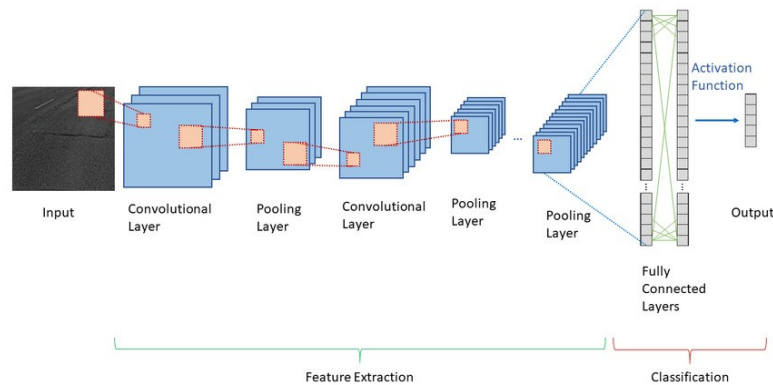 Activation
Function
Input
Convolutional
Layer
Pooling
Layer
Convolutional
Layer
Pooling
Layer
...
Pooling
Layer
Fully
Connected
Layers
Output
Feature Extraction
Classification